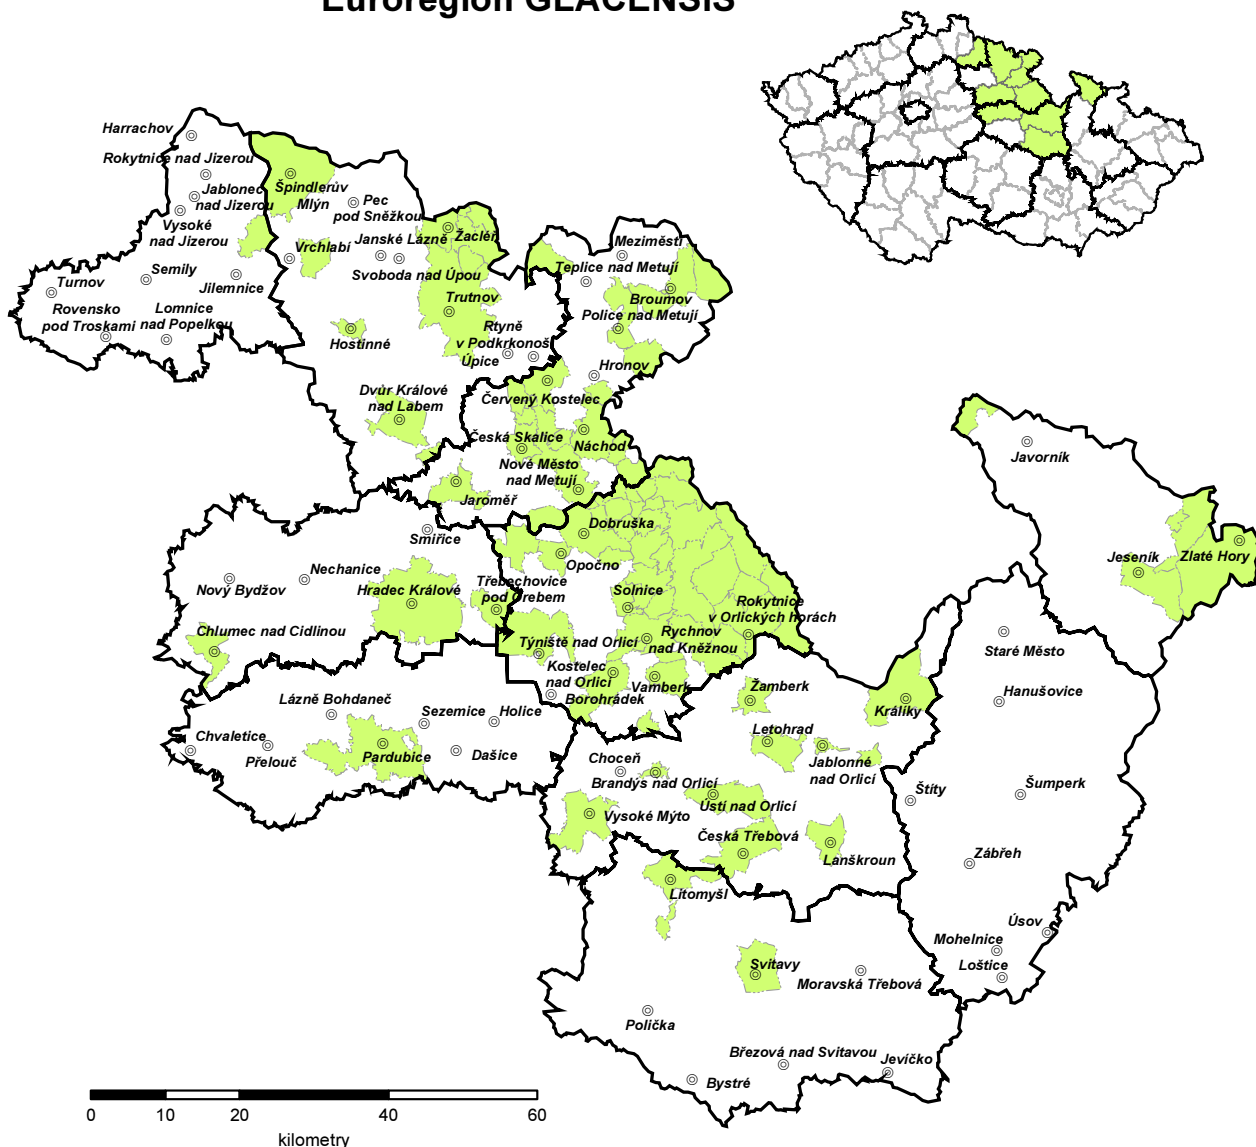 Euroregion GLACENSIS
Harrachov
Rokytnice nad Jizerou
Jablonec
nad Jizerou
Vysoké
nad Jizerou
Špindlerův
Mlýn
Pec
pod Sněžkou
Vrchlabí
Janské Lázně
Žacléř
Svoboda nad Úpou
Semily
Jilemnice
Turnov
Rovensko
pod Troskami
Lomnice
nad Popelkou
Trutnov
Hostinné
Rtyně
v Podkrkonoší
Úpice
Meziměstí
Teplice nad Metují
Broumov
Police nad Metují
Hronov
Dvůr Králové
nad Labem
Červený Kostelec
Česká Skalice
Náchod
Nové Město
nad Metují
Jaroměř
Javorník
Jeseník
Zlaté Hory
Smiřice
Dobruška
Opočno
Nechanice
Nový Bydžov
Hradec Králové
Třebechovice
pod Orebem
Solnice
Rokytnice
v Orlických horách
Chlumec nad Cidlinou
Týniště nad Orlicí
Rychnov
nad Kněžnou
Kostelec
nad Orlicí
Vamberk
Borohrádek
Staré Město
Hanušovice
Žamberk
Králíky
Lázně Bohdaneč
Sezemice
Holice
Chvaletice
Přelouč
Pardubice
Dašice
Letohrad
Jablonné
nad Orlicí
Choceň
Brandýs nad Orlicí
Ústí nad Orlicí
Vysoké Mýto
Česká Třebová
Lanškroun
Štíty
Šumperk
Zábřeh
Litomyšl
Úsov
Mohelnice
Loštice
Svitavy
Moravská Třebová
Polička
Březová nad Svitavou
Jevíčko
Bystré
0 10 20 40 60
kilometry